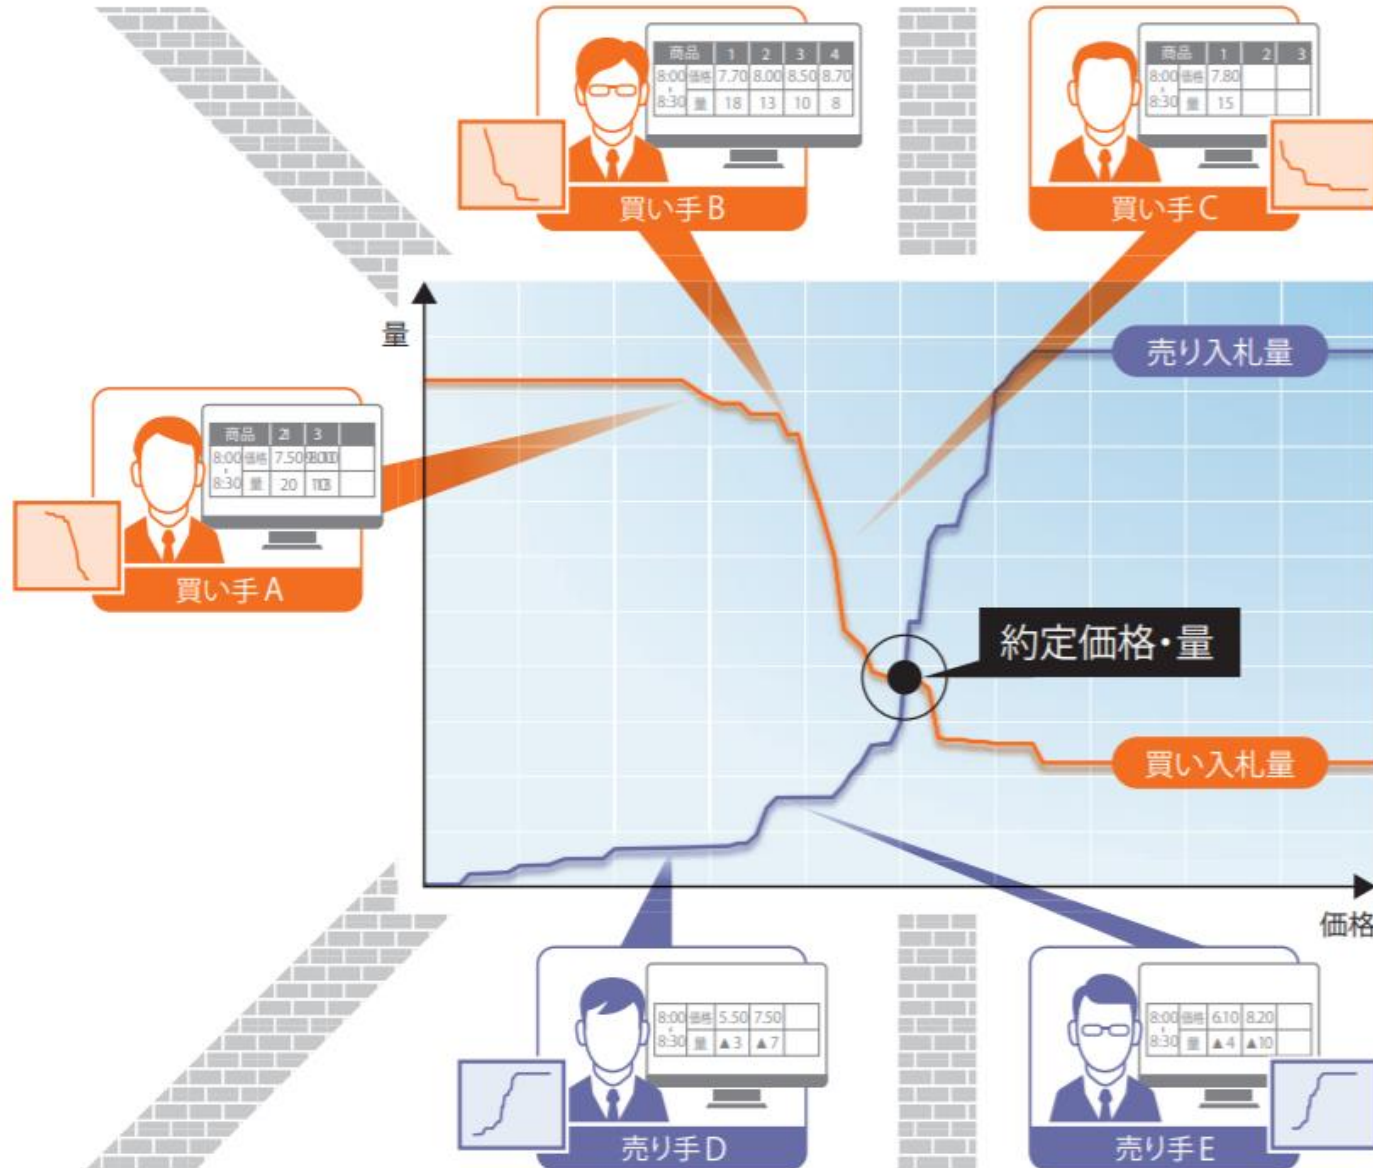 商品 1 2 3 4
8:00 価格 7.70 8.00 8.50 8.70
8:30 量 18 13 10 8
買い手B
商品 1 2 3
8:00 価格 7.80
8:30 量 15
買い手C
量
売り入札量
商品 3
8:00 価格 7.50
8:30 量 20
買い手A
約定価格・量
買い入札量
価格
8:00 価格 5.50 7.50
8:30 量 ▲3 ▲7
売り手D
8:00 価格 6.10 8.20
8:30 量 ▲4 ▲10
売り手E